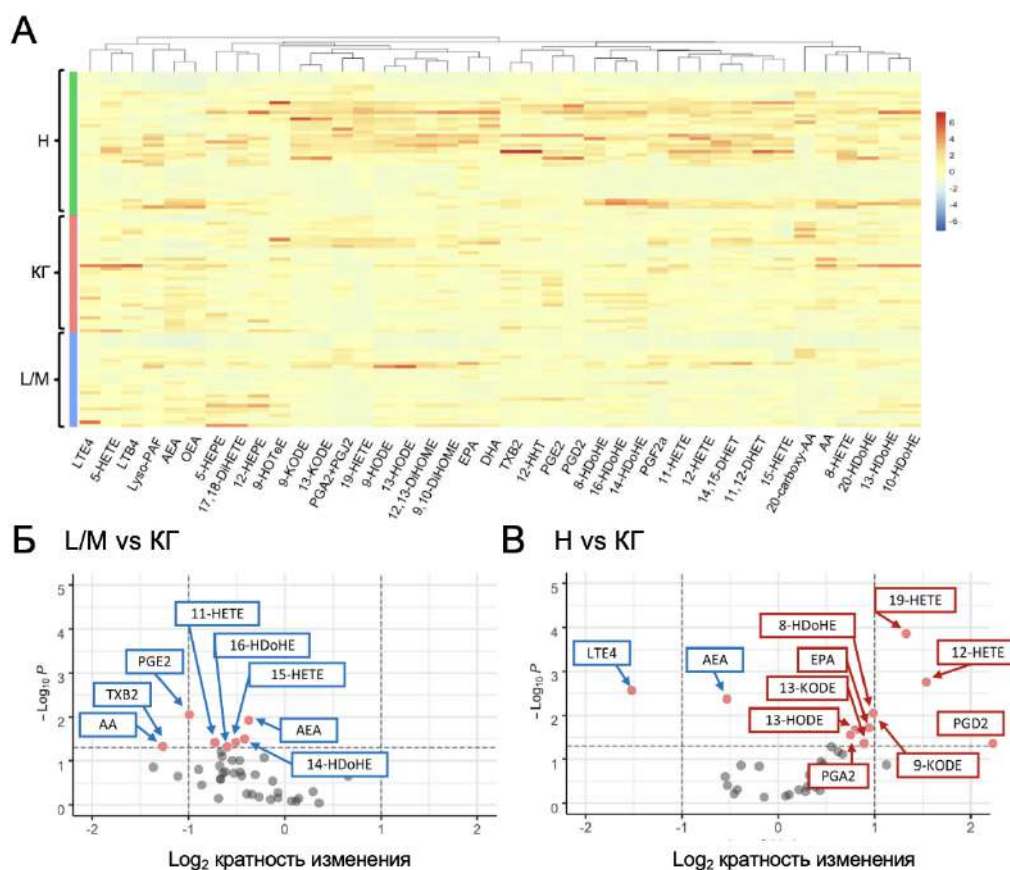 А
Н
КГ
L/M
6
4
2
0
-2
-4
-6
LTE4
5-HETE
LTB4
Lyso-PAF
AEA
OEA
5-HEPE
17,18-DiHETE
12-HEPE
9-HOTeE
9-KODE
13-KODE
PGA2+PGJ2
19-HETE
9-HODE
13-HODE
12,13-DiHOME
9,10-DiHOME
EPA
DHA
TXB2
12-HHT
PGE2
PGD2
8-HDoHE
16-HDoHE
14-HDoHE
PGF2a
11-HETE
12-HETE
14,15-DHET
11,12-DHET
15-HETE
20-carboxy-AA
AA
8-HETE
20-HDoHE
13-HDoHE
10-HDoHE
Б L/M vs КГ
5
4
3
2
1
0
− Log10 P
11-HETE
16-HDoHE
PGE2
15-HETE
TXB2
AEA
AA
14-HDoHE
-2 -1 0 1 2
Log2 кратность изменения
В H vs КГ
5
4
3
2
1
0
− Log10 P
19-HETE
8-HDoHE
12-HETE
LTE4
AEA
EPA
13-KODE
13-HODE
PGD2
PGA2
9-KODE
-2 -1 0 1 2
Log2 кратность изменения